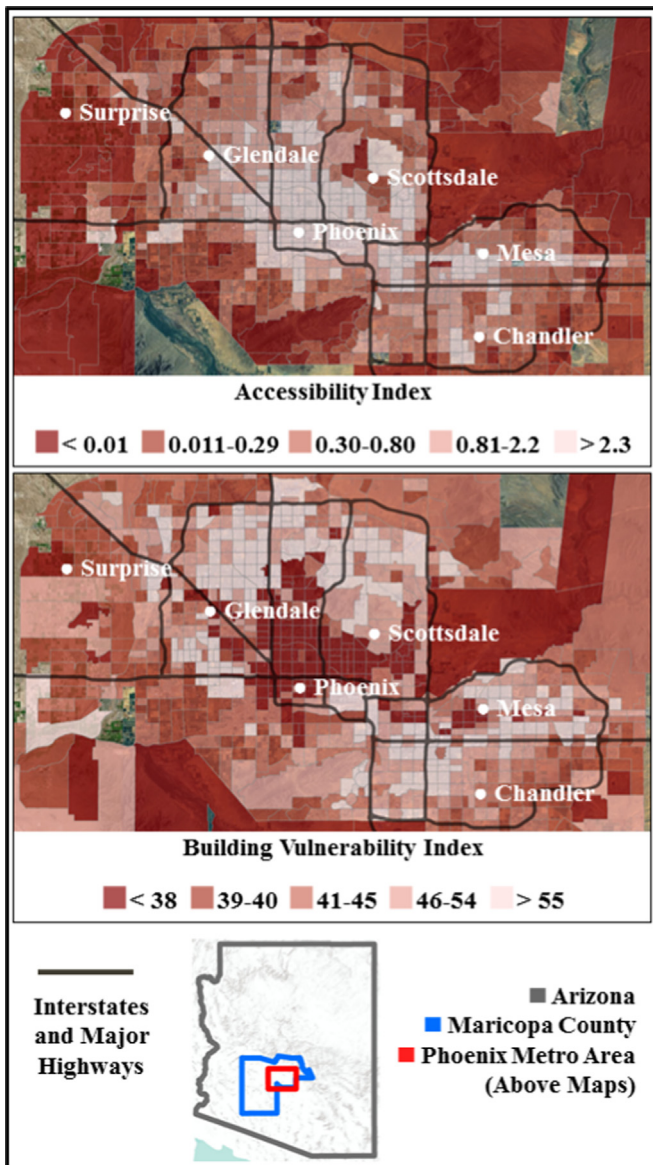 Surprise
Glendale
Scottsdale
Phoenix
Mesa
Chandler
Accessibility Index
< 0.01 0.011-0.29 0.30-0.80 0.81-2.2 > 2.3
Surprise
Glendale
Scottsdale
Phoenix
Mesa
Chandler
Building Vulnerability Index
< 38 39-40 41-45 46-54 > 55
Interstates
and Major
Highways
Arizona
Maricopa County
Phoenix Metro Area
(Above Maps)